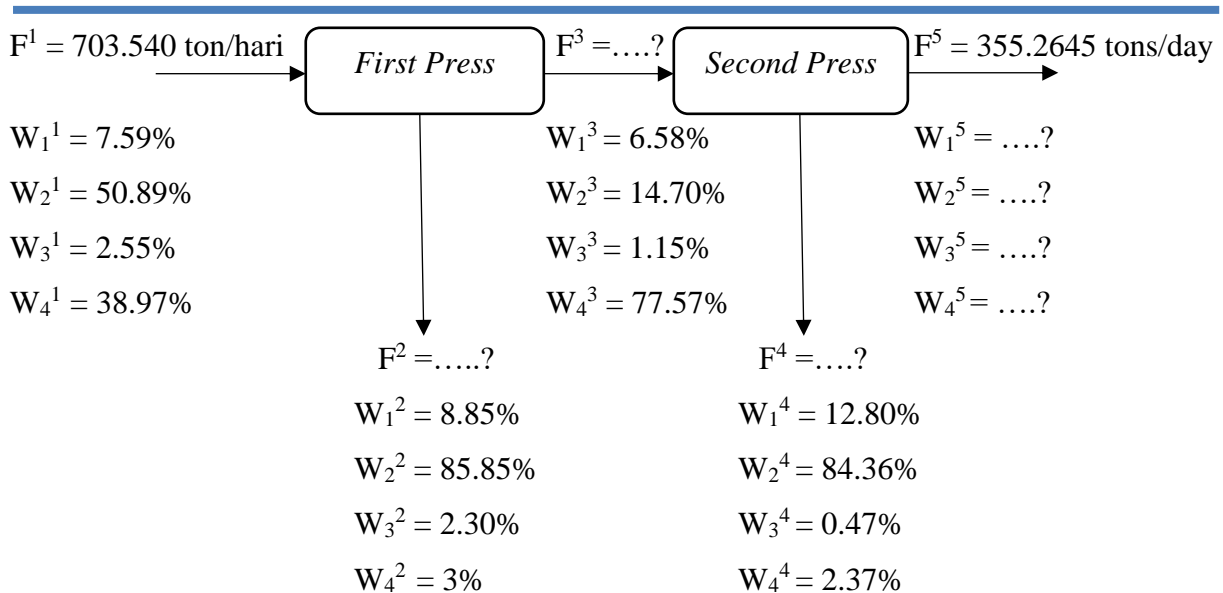 F¹ = 703.540 ton/hari First Press F³ =….? Second Press F⁵ = 355.2645 tons/day
W₁¹ = 7.59% W₁³ = 6.58% W₁⁵ = ….?
W₂¹ = 50.89% W₂³ = 14.70% W₂⁵ = ….?
W₃¹ = 2.55% W₃³ = 1.15% W₃⁵ = ….?
W₄¹ = 38.97% W₄³ = 77.57% W₄⁵ = ….?
F² =…..? F⁴ =….?
W₁² = 8.85% W₁⁴ = 12.80%
W₂² = 85.85% W₂⁴ = 84.36%
W₃² = 2.30% W₃⁴ = 0.47%
W₄² = 3% W₄⁴ = 2.37%